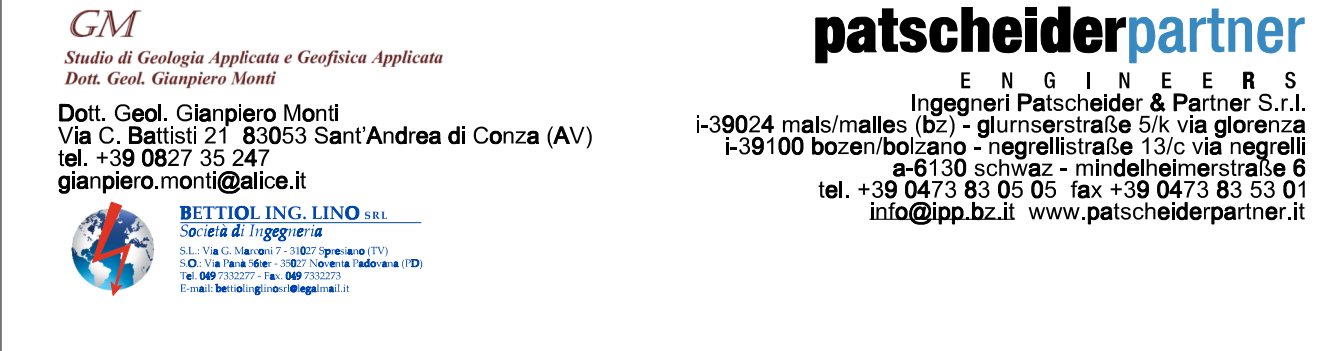 GM
Studio di Geologia Applicata e Geofisica Applicata
Dott. Geol. Gianpiero Monti
Dott. Geol. Gianpiero Monti
Via C. Battisti 21 83053 Sant'Andrea di Conza (AV)
tel. +39 0827 35 247
gianpiero.monti@alice.it
BETTIOL ING. LINO SRL
Società di Ingegneria
S.L.: Via G. Marconi 7 - 31027 Spresiano (TV)
S.O.: Via Panà 56ter - 35027 Noventa Padovana (PD)
Tel. 049 7332277 - Fax. 049 7332273
E-mail: bettiolinglinosrl@legalmail.it
patscheiderpartner
ENGINEERS
Ingegneri Patscheider & Partner S.r.l.
i-39024 mals/malles (bz) - glurnserstraße 5/k via glorenza
i-39100 bozen/bolzano - negrellistraße 13/c via negrelli
a-6130 schwaz - mindelheimerstraße 6
tel. +39 0473 83 05 05 fax +39 0473 83 53 01
info@ipp.bz.it www.patscheiderpartner.it